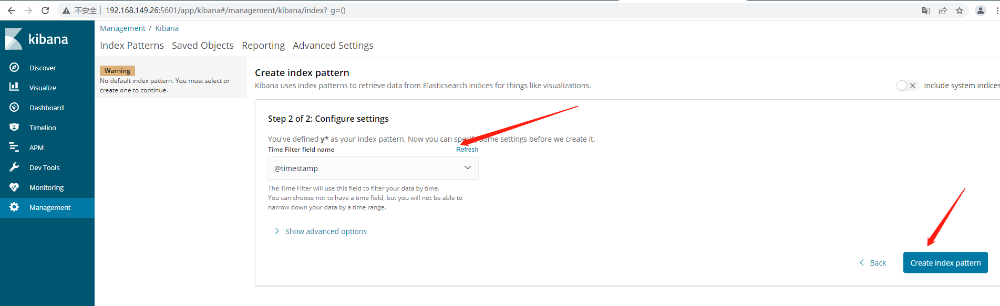 不安全 192.168.149.26:5601/app/kibana#/management/kibana/index?_g=()
kibana
Discover
Visualize
Dashboard
Timelion
APM
Dev Tools
Monitoring
Management
Management / Kibana
Index Patterns Saved Objects Reporting Advanced Settings
Warning
No default index pattern. You must select or
create one to continue.
Create index pattern
Kibana uses index patterns to retrieve data from Elasticsearch indices for things like visualizations.
Include system indices
Step 2 of 2: Configure settings
You've defined y* as your index pattern. Now you can specify some settings before we create it.
Time Filter field name Refresh
@timestamp
The Time Filter will use this field to filter your data by time.
You can choose not to have a time field, but you will not be able to
narrow down your data by a time range.
Show advanced options
Back Create index pattern